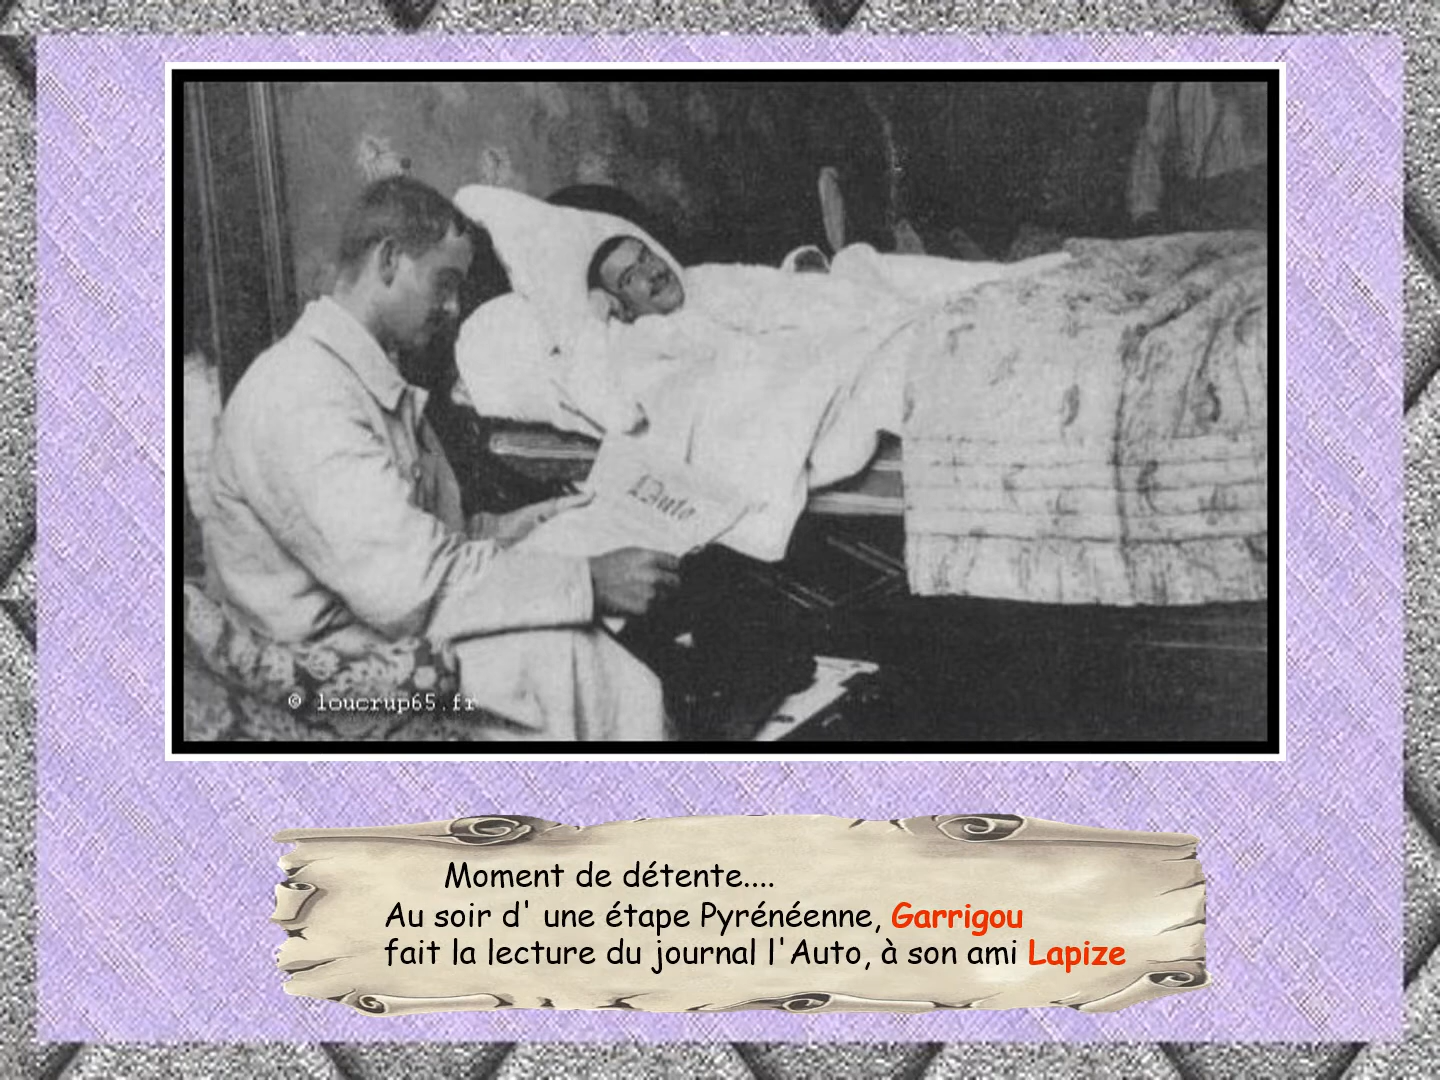 l'Auto
© loucrup65.fr
Moment de détente....
Au soir d' une étape Pyrénéenne, Garrigou
fait la lecture du journal l'Auto, à son ami Lapize